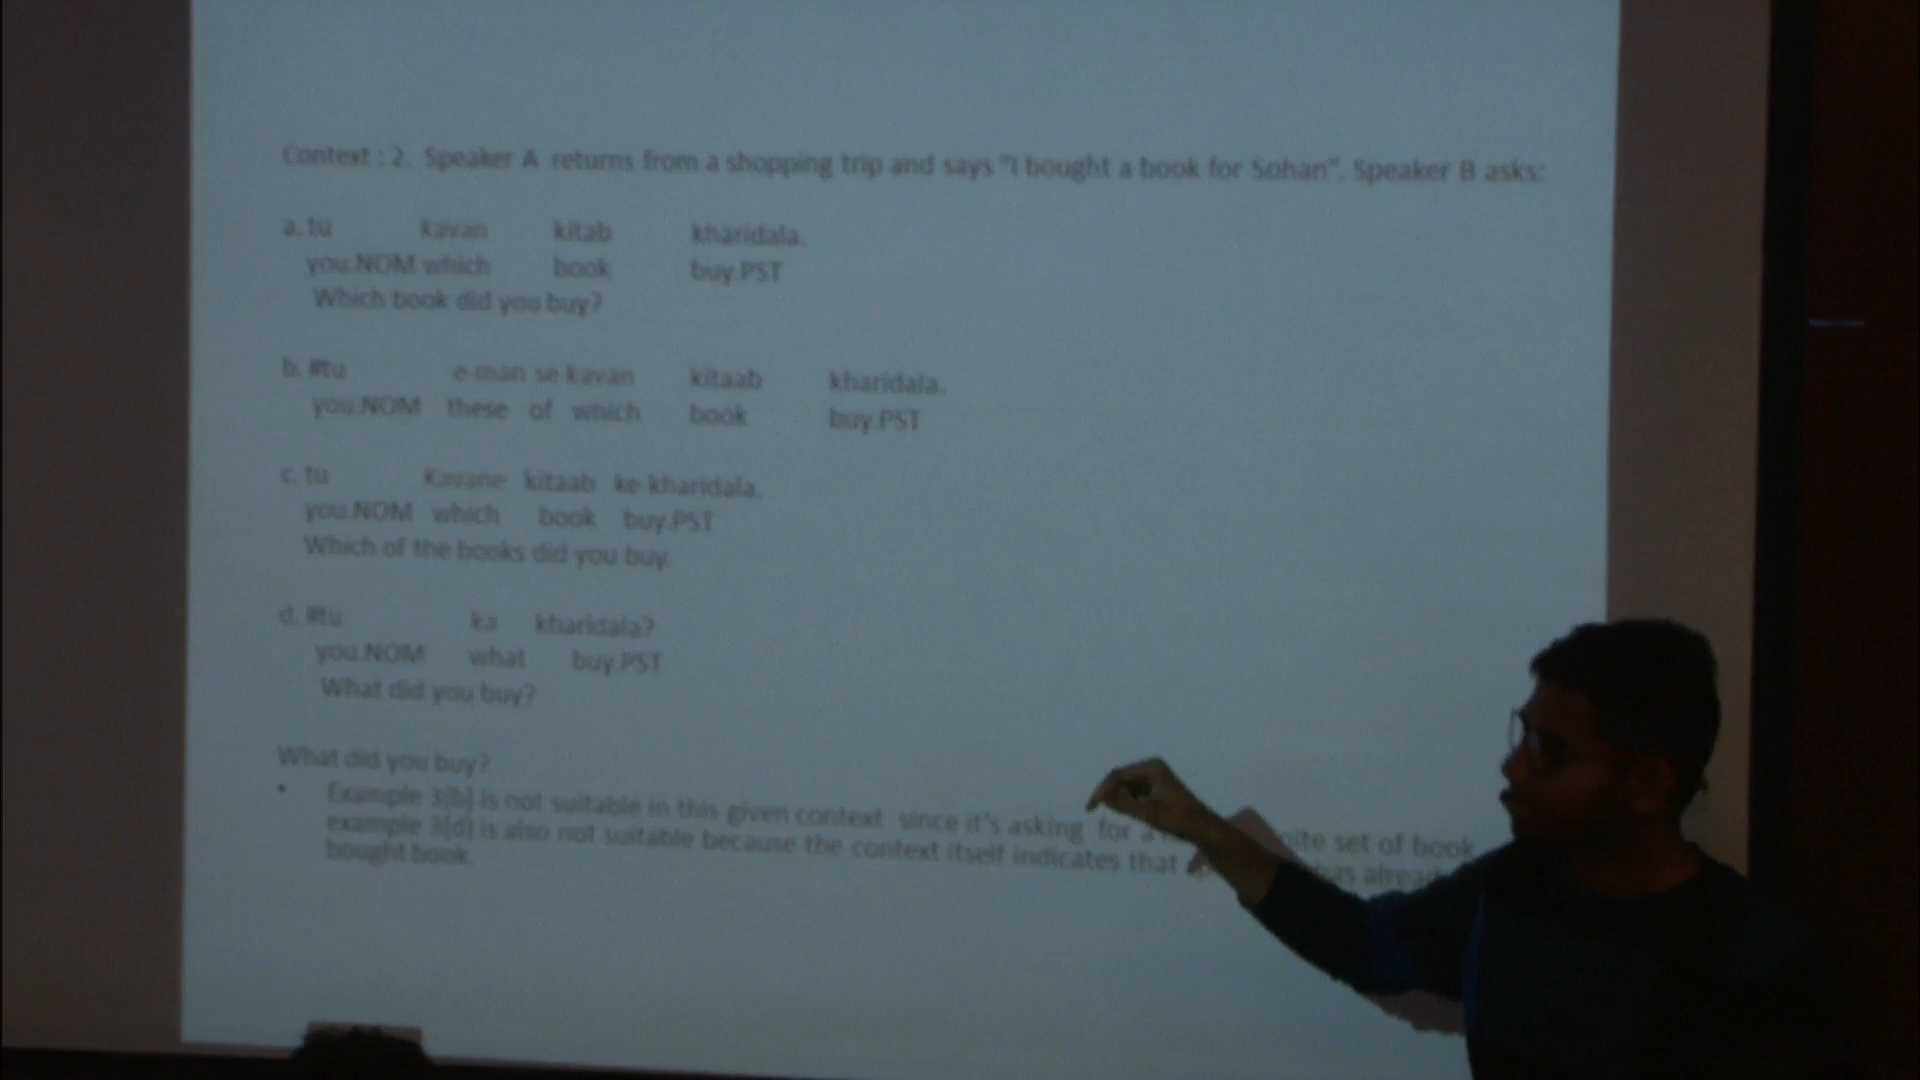 Context : 2. Speaker A returns from a shopping trip and says "I bought a book for Sohan". Speaker B asks:
a. tu kavan kitab kharidala.
you.NOM which book buy.PST
Which book did you buy?
b. #tu e-man se kavan kitaab kharidala.
you.NOM these of which book buy.PST
c. tu Kavane kitaab ke kharidala.
you.NOM which book buy.PST
Which of the books did you buy.
d. #tu ka kharidala?
you.NOM what buy.PST
What did you buy?
What did you buy?
• Example 3(b) is not suitable in this given context since it's asking for a set of book
example 3(d) is also not suitable because the context itself indicates that has
bought book.